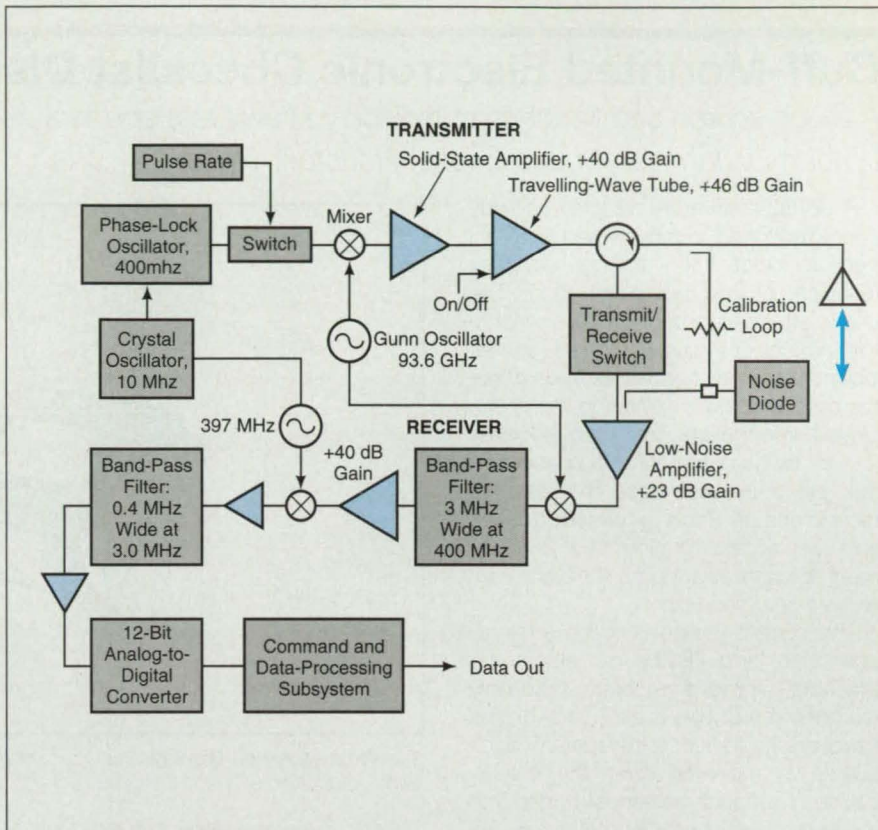 TRANSMITTER
Solid-State Amplifier, +40 dB Gain
Travelling-Wave Tube, +46 dB Gain
Pulse Rate
Mixer
Phase-Lock
Oscillator,
400mhz
Switch
On/Off
Transmit/
Receive
Switch
Calibration
Loop
Crystal
Oscillator,
10 Mhz
Gunn Oscillator
93.6 GHz
Noise
Diode
397 MHz
RECEIVER
+40 dB
Gain
Low-Noise
Amplifier,
+23 dB Gain
Band-Pass
Filter:
0.4 MHz
Wide at
3.0 MHz
Band-Pass
Filter:
3 MHz
Wide at
400 MHz
12-Bit
Analog-to-
Digital
Converter
Command and
Data-Processing
Subsystem
Data Out